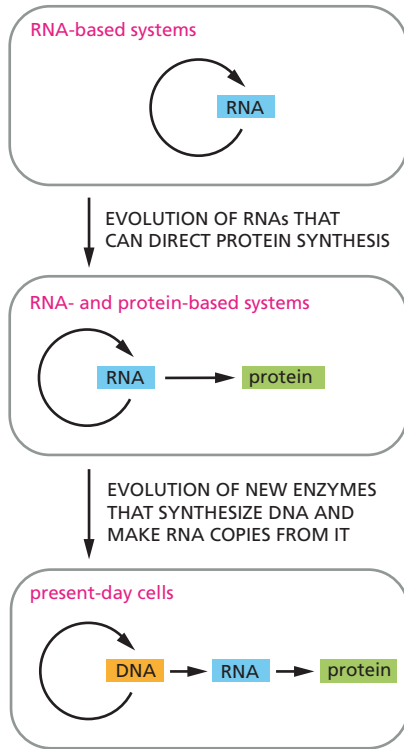 RNA-based systems
RNA
EVOLUTION OF RNAs THAT
CAN DIRECT PROTEIN SYNTHESIS
RNA- and protein-based systems
RNA protein
EVOLUTION OF NEW ENZYMES
THAT SYNTHESIZE DNA AND
MAKE RNA COPIES FROM IT
present-day cells
DNA RNA protein